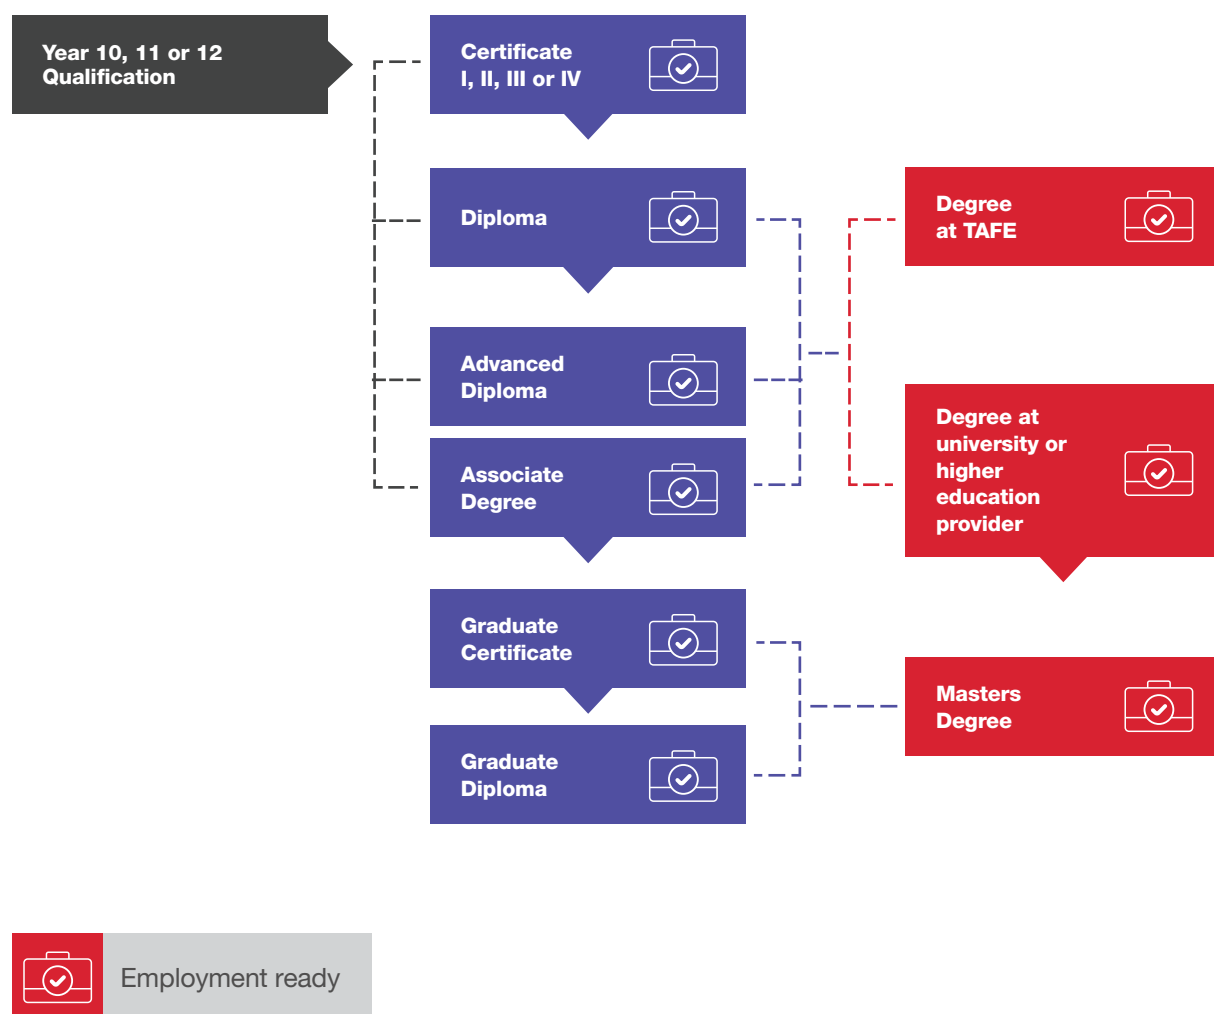 Year 10, 11 or 12
Qualification
Certificate
I, II, III or IV
Diploma
Advanced
Diploma
Associate
Degree
Graduate
Certificate
Graduate
Diploma
Degree
at TAFE
Degree at
university or
higher
education
provider
Masters
Degree
Employment ready